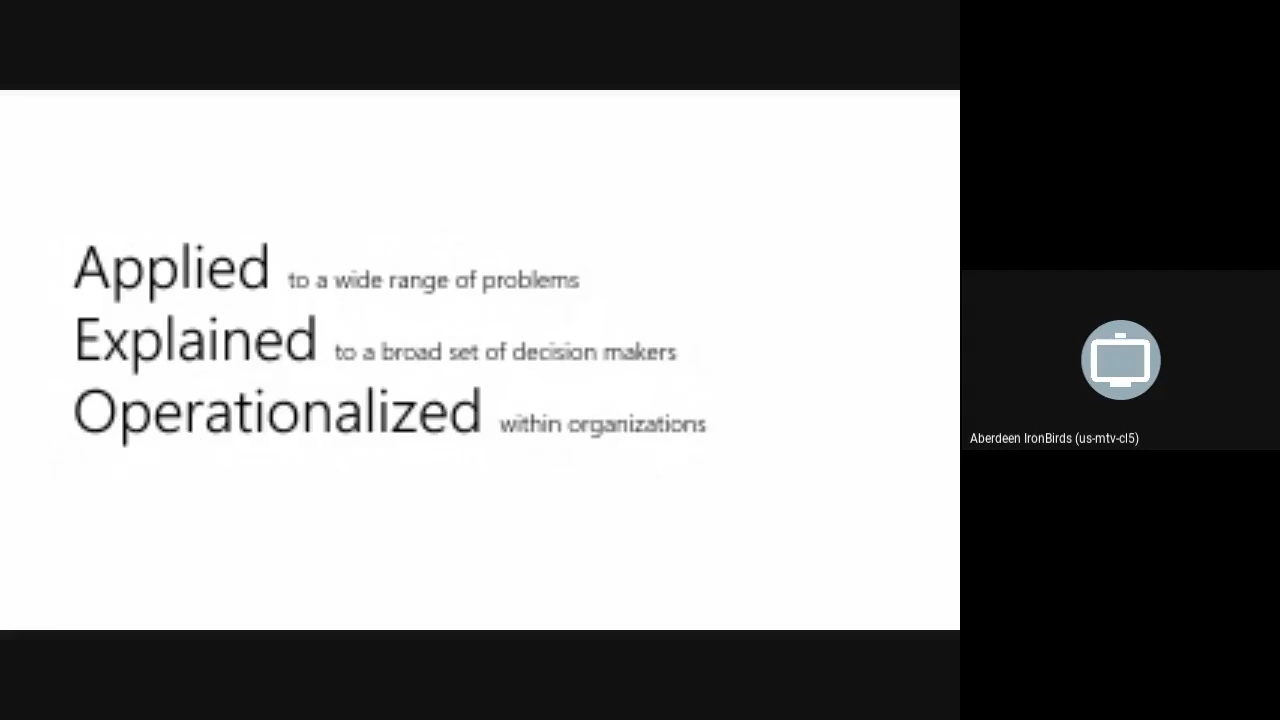 Applied to a wide range of problems
Explained to a broad set of decision makers
Operationalized within organizations
Aberdeen IronBirds (us-mtv-cl5)